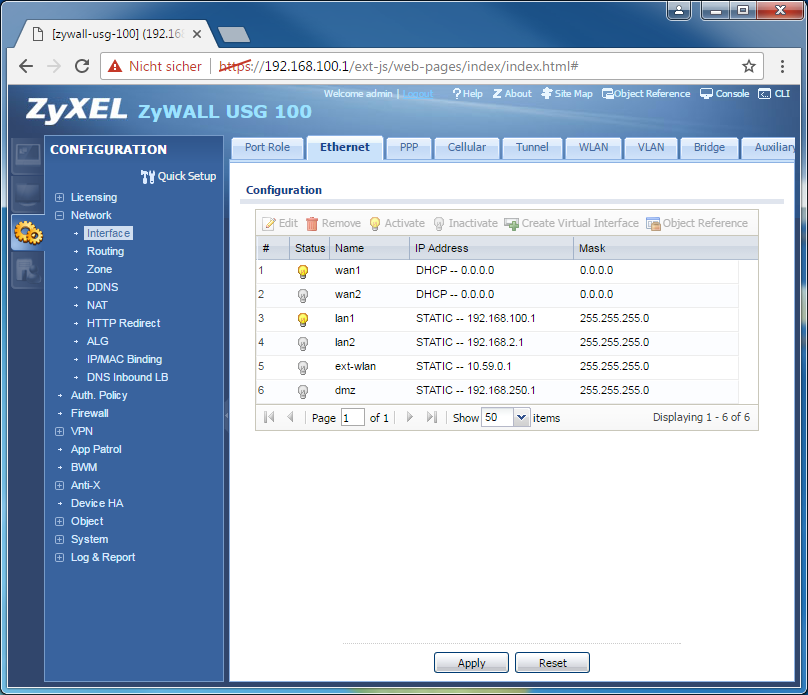 [zywall-usg-100] (192.168
Nicht sicher | https://192.168.100.1/ext-js/web-pages/index/index.html#
ZyXEL ZyWALL USG 100
Welcome admin | Logout ?Help Z About Site Map Object Reference Console CLI
CONFIGURATION
Quick Setup
Licensing
Network
Interface
Routing
Zone
DDNS
NAT
HTTP Redirect
ALG
IP/MAC Binding
DNS Inbound LB
Auth. Policy
Firewall
VPN
App Patrol
BWM
Anti-X
Device HA
Object
System
Log & Report
Port Role Ethernet PPP Cellular Tunnel WLAN VLAN Bridge Auxiliary
Configuration
Edit Remove Activate Inactivate Create Virtual Interface Object Reference
# Status Name IP Address Mask
1 wan1 DHCP -- 0.0.0.0 0.0.0.0
2 wan2 DHCP -- 0.0.0.0 0.0.0.0
3 lan1 STATIC -- 192.168.100.1 255.255.255.0
4 lan2 STATIC -- 192.168.2.1 255.255.255.0
5 ext-wlan STATIC -- 10.59.0.1 255.255.255.0
6 dmz STATIC -- 192.168.250.1 255.255.255.0
Page 1 of 1 Show 50 items Displaying 1 - 6 of 6
Apply Reset